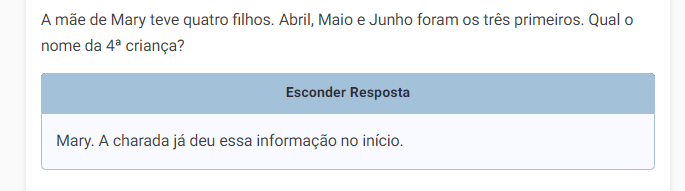 A mãe de Mary teve quatro filhos. Abril, Maio e Junho foram os três primeiros. Qual o
nome da 4ª criança?
Esconder Resposta
Mary. A charada já deu essa informação no início.